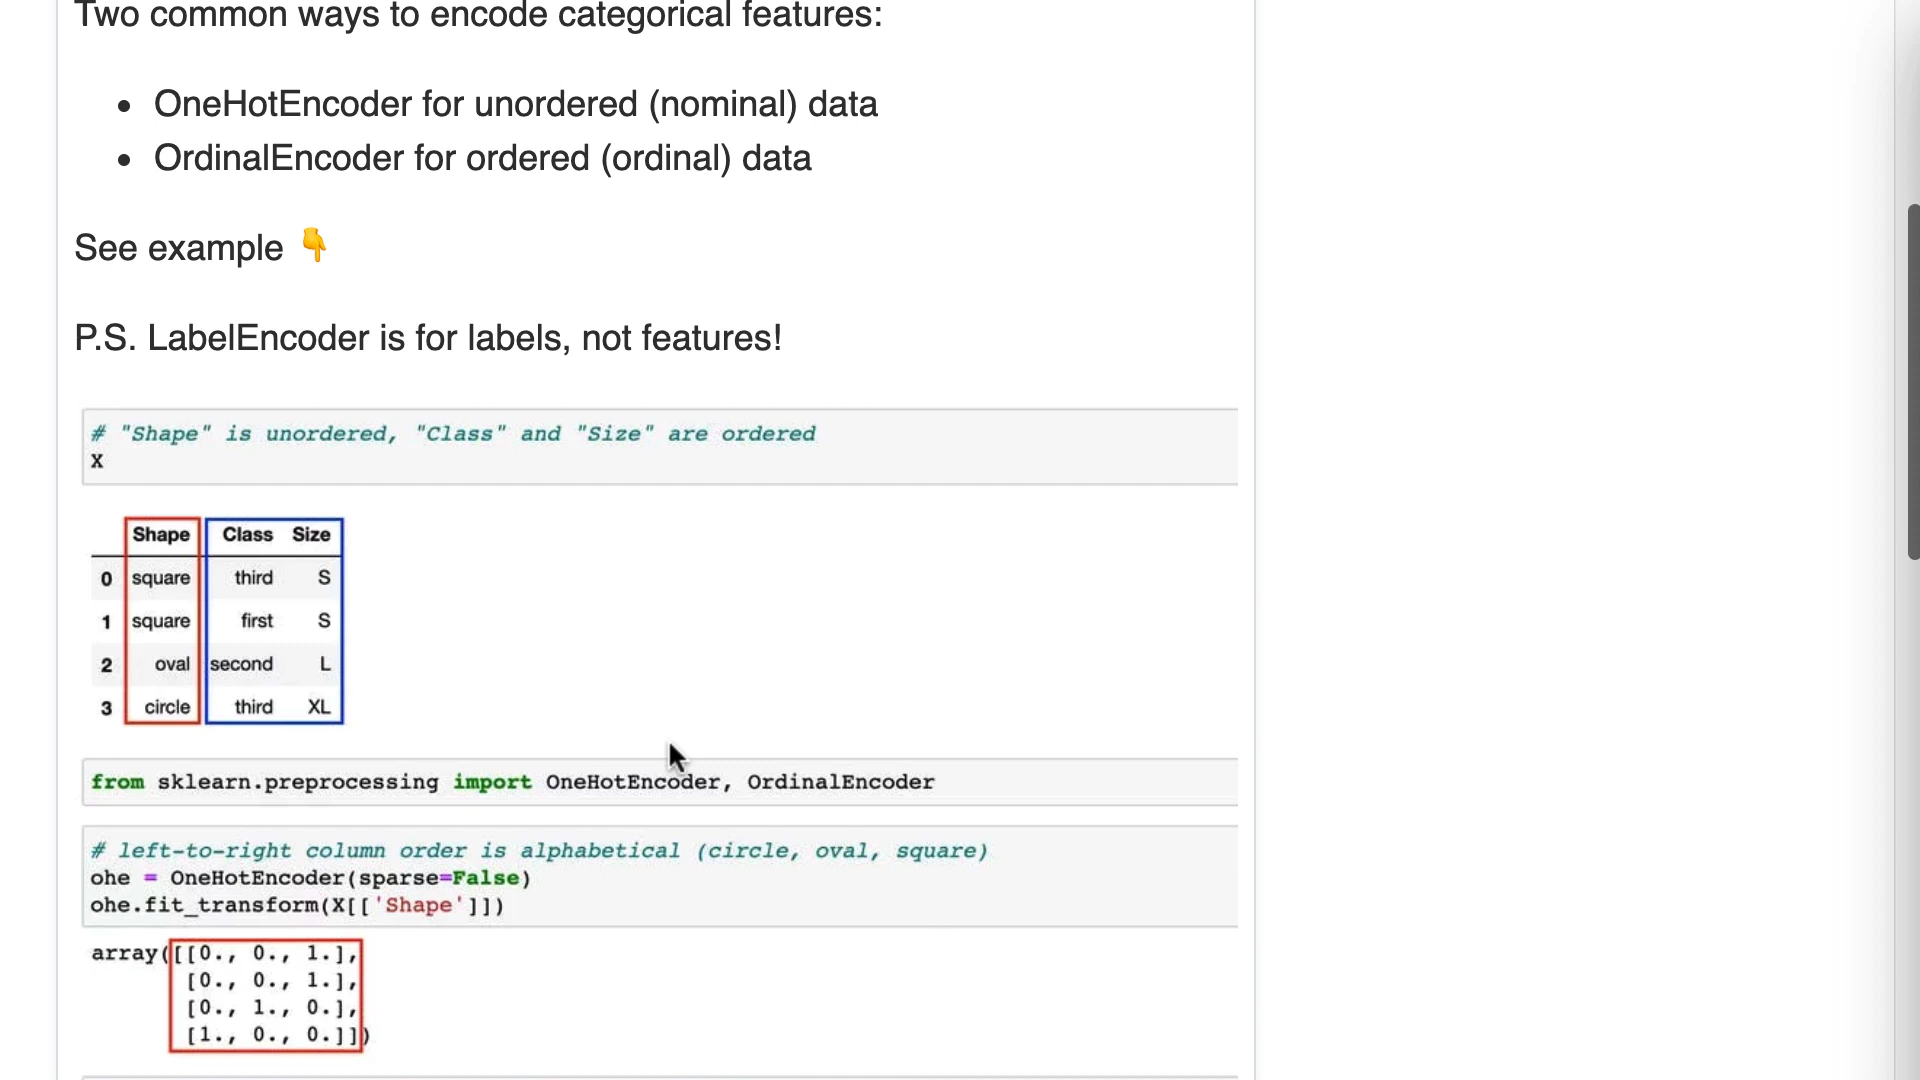 Two common ways to encode categorical features:
• OneHotEncoder for unordered (nominal) data
• OrdinalEncoder for ordered (ordinal) data
See example 👇
P.S. LabelEncoder is for labels, not features!
# "Shape" is unordered, "Class" and "Size" are ordered
X
Shape Class Size
0 square third S
1 square first S
2 oval second L
3 circle third XL
from sklearn.preprocessing import OneHotEncoder, OrdinalEncoder
# left-to-right column order is alphabetical (circle, oval, square)
ohe = OneHotEncoder(sparse=False)
ohe.fit_transform(X[['Shape']])
array([[0., 0., 1.],
[0., 0., 1.],
[0., 1., 0.],
[1., 0., 0.]])